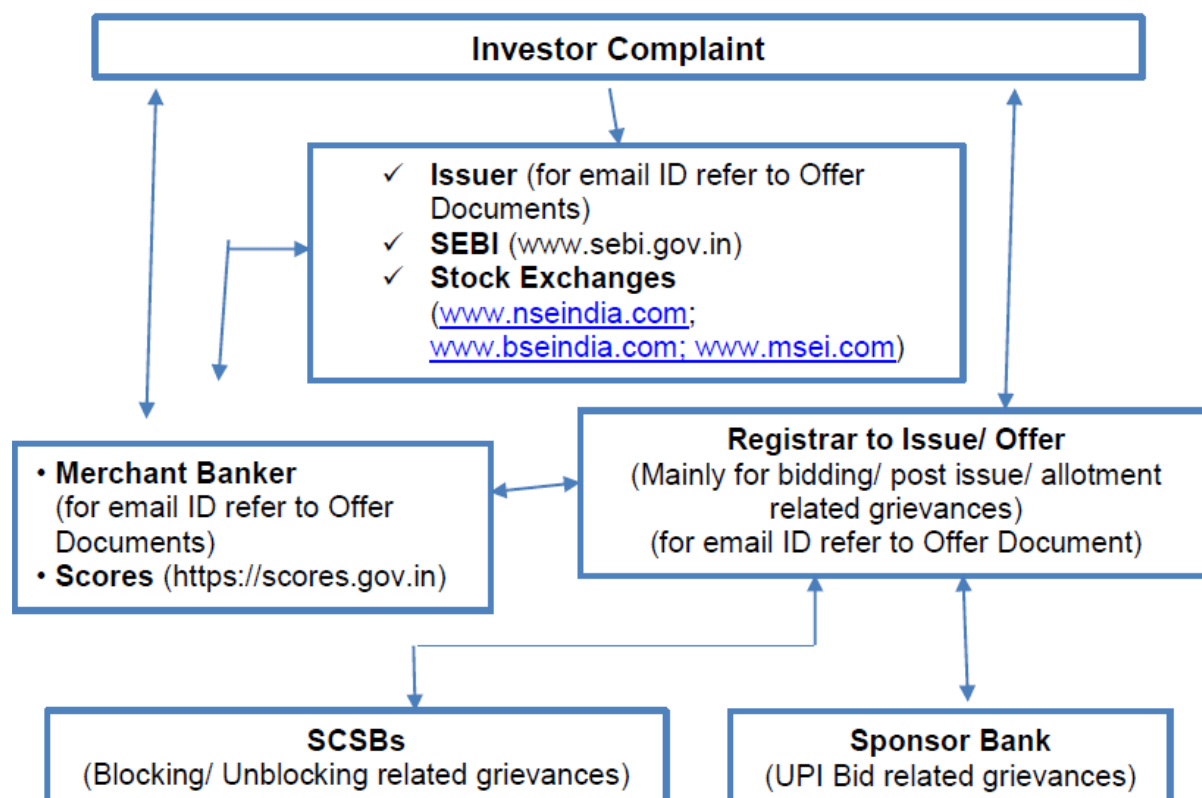 Investor Complaint
✓ Issuer (for email ID refer to Offer
Documents)
✓ SEBI (www.sebi.gov.in)
✓ Stock Exchanges
(www.nseindia.com;
www.bseindia.com; www.msei.com)
• Merchant Banker
(for email ID refer to Offer
Documents)
• Scores (https://scores.gov.in)
Registrar to Issue/ Offer
(Mainly for bidding/ post issue/ allotment
related grievances)
(for email ID refer to Offer Document)
SCSBs
(Blocking/ Unblocking related grievances)
Sponsor Bank
(UPI Bid related grievances)